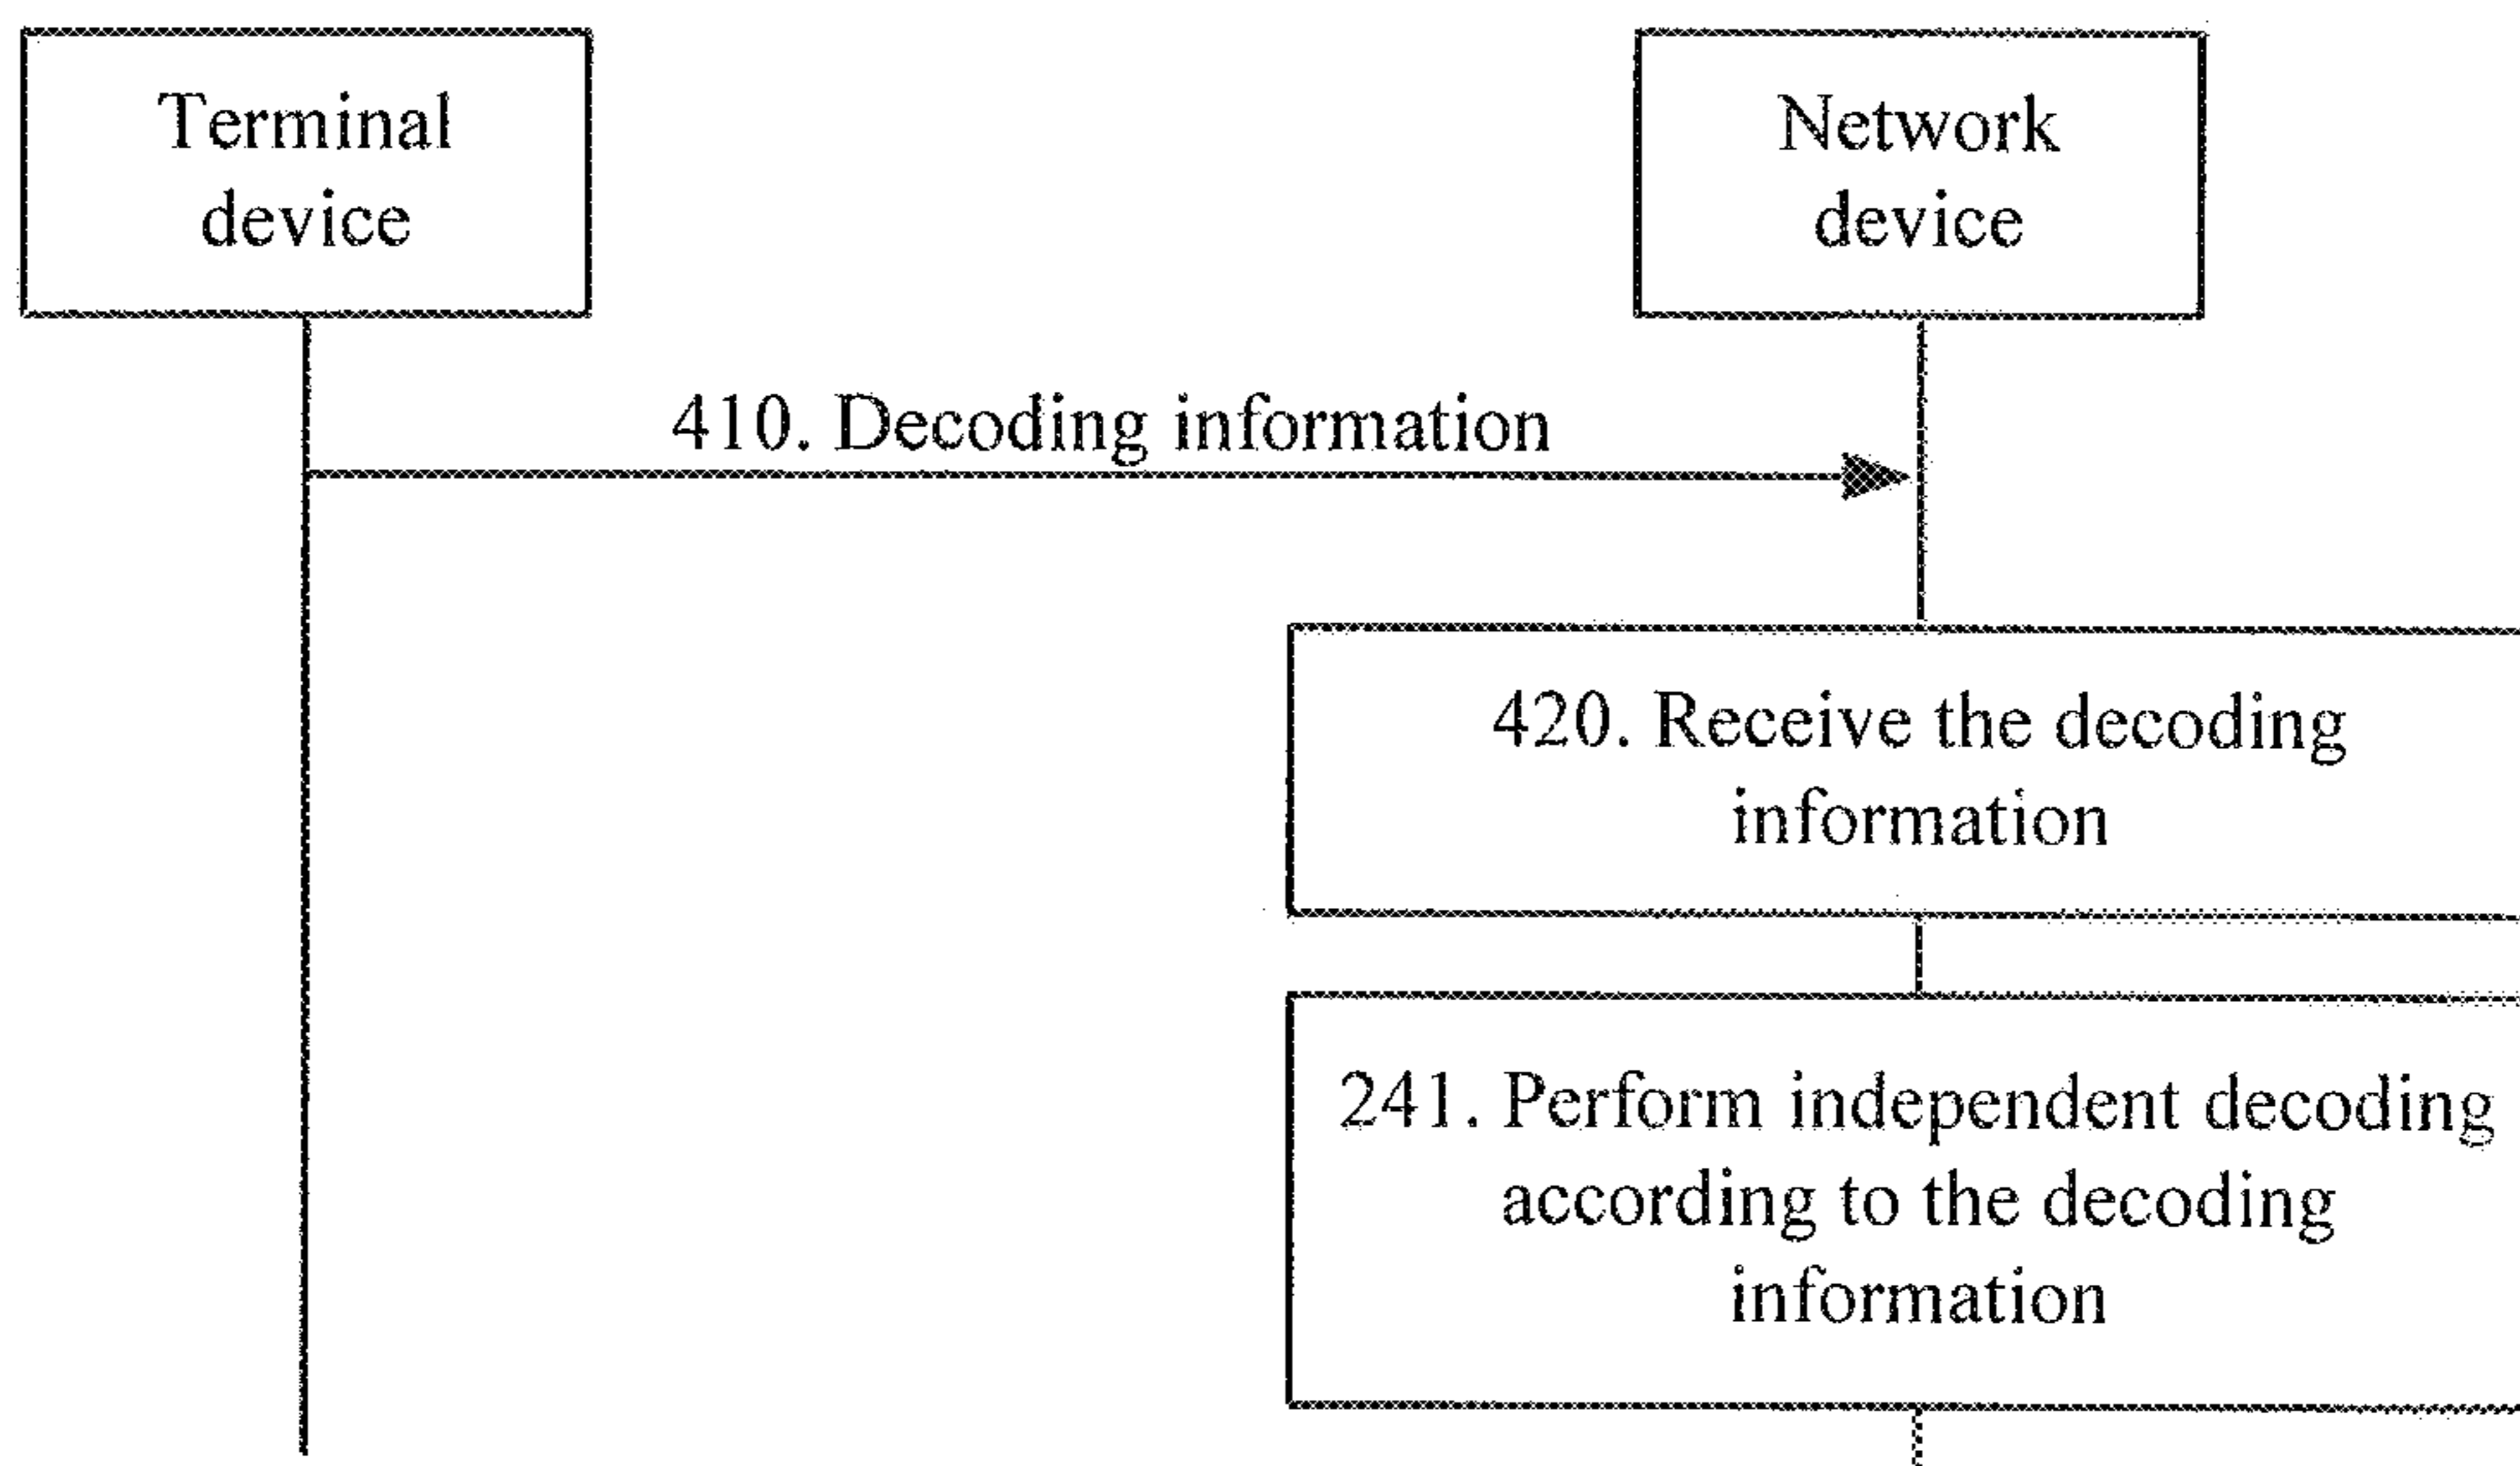 Terminal
device
Network
device
410. Decoding information
420. Receive the decoding
information
241. Perform independent decoding
according to the decoding
information